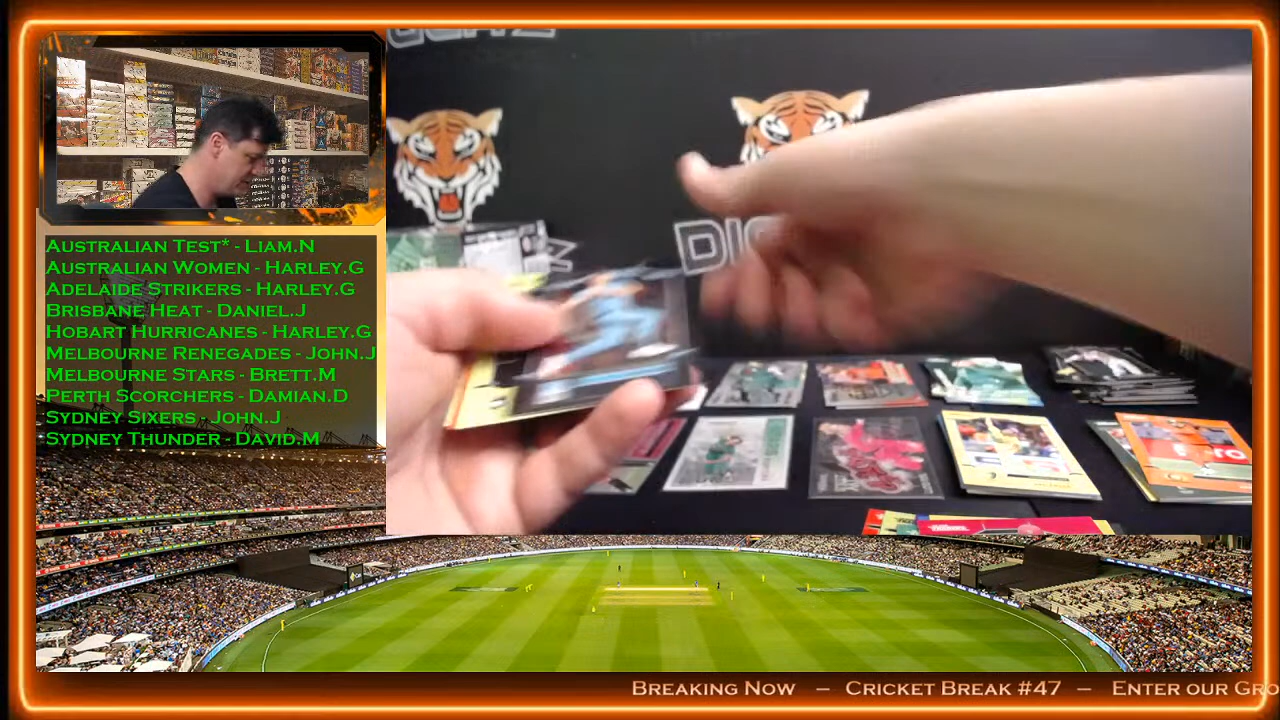 AUSTRALIAN TEST* - LIAM.N
AUSTRALIAN WOMEN - HARLEY.G
ADELAIDE STRIKERS - HARLEY.G
BRISBANE HEAT - DANIEL.J
HOBART HURRICANES - HARLEY.G
MELBOURNE RENEGADES - JOHN.J
MELBOURNE STARS - BRETT.M
PERTH SCORCHERS - DAMIAN.D
SYDNEY SIXERS - JOHN.J
SYDNEY THUNDER - DAVID.M
BREAKING NOW – CRICKET BREAK #47 – ENTER OUR GRO